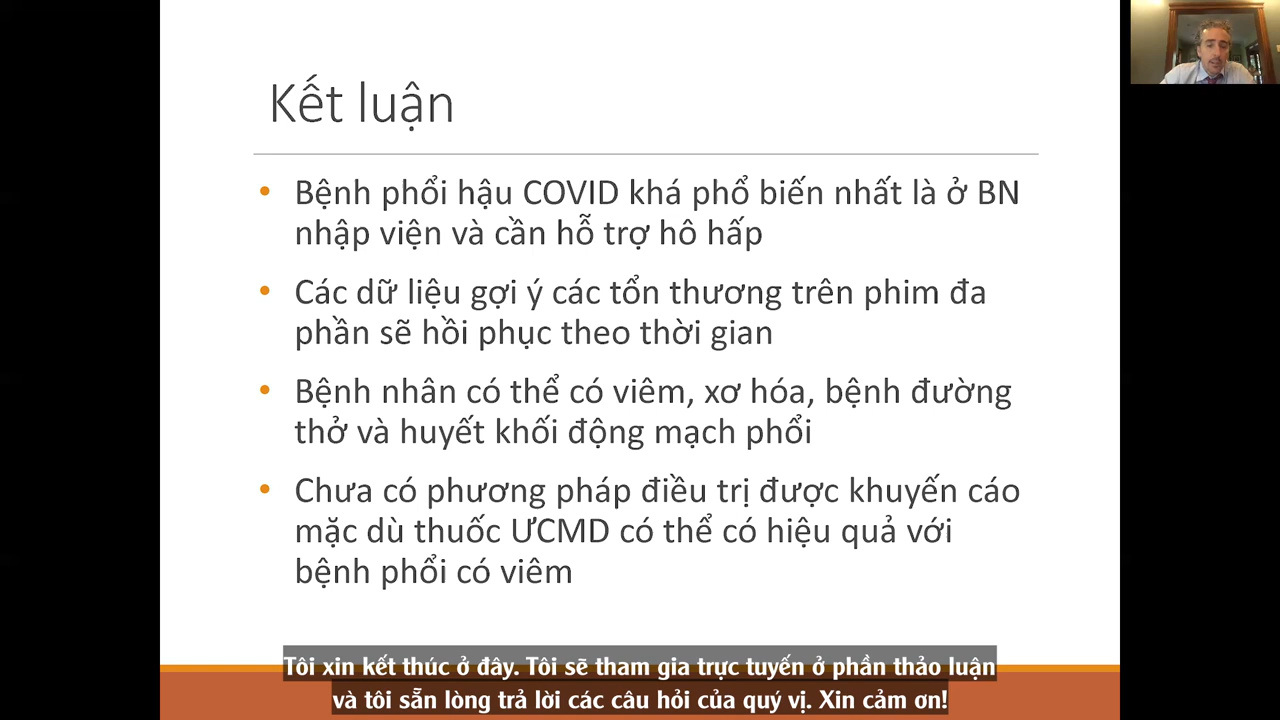 Kết luận
• Bệnh phổi hậu COVID khá phổ biến nhất là ở BN
nhập viện và cần hỗ trợ hô hấp
• Các dữ liệu gợi ý các tổn thương trên phim đa
phần sẽ hồi phục theo thời gian
• Bệnh nhân có thể có viêm, xơ hóa, bệnh đường
thở và huyết khối động mạch phổi
• Chưa có phương pháp điều trị được khuyến cáo
mặc dù thuốc ƯCMD có thể có hiệu quả với
bệnh phổi có viêm
Tôi xin kết thúc ở đây. Tôi sẽ tham gia trực tuyến ở phần thảo luận
và tôi sẵn lòng trả lời các câu hỏi của quý vị. Xin cảm ơn!